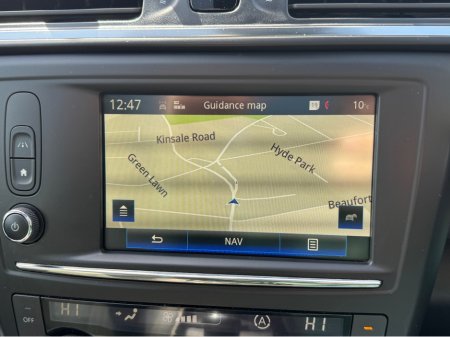 12:47 Guidance map 10°C
Kinsale Road
Hyde Park
Green Lawn
Beaufort
NAV
HI HI
OFF
A